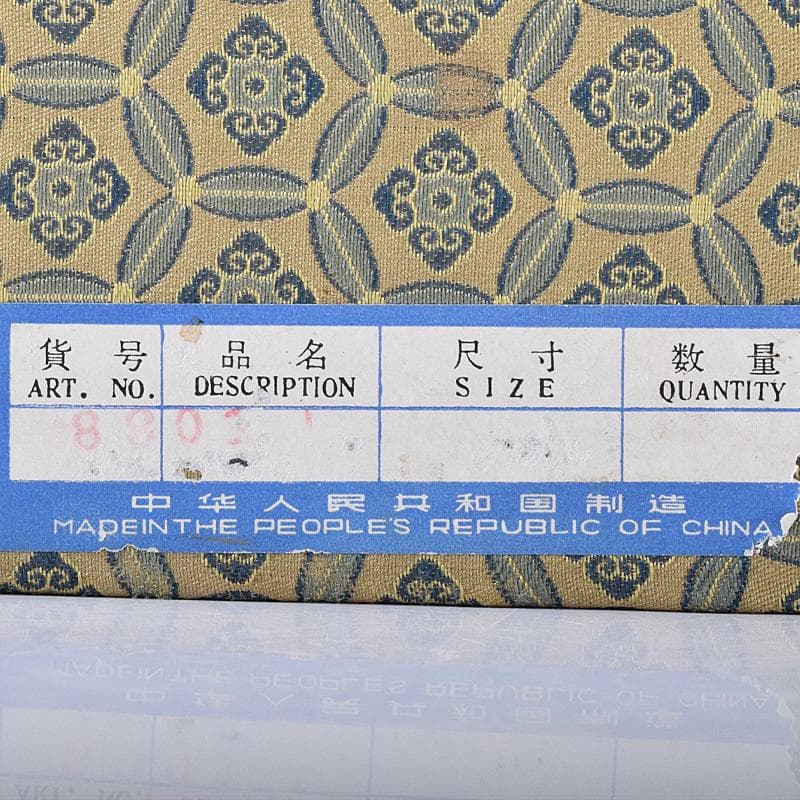 貨 号 品 名 尺 寸 数 量
ART. NO. DESCRIPTION SIZE QUANTITY
中华人民共和国制造
MADEINTHE PEOPLE'S REPUBLIC OF CHINA